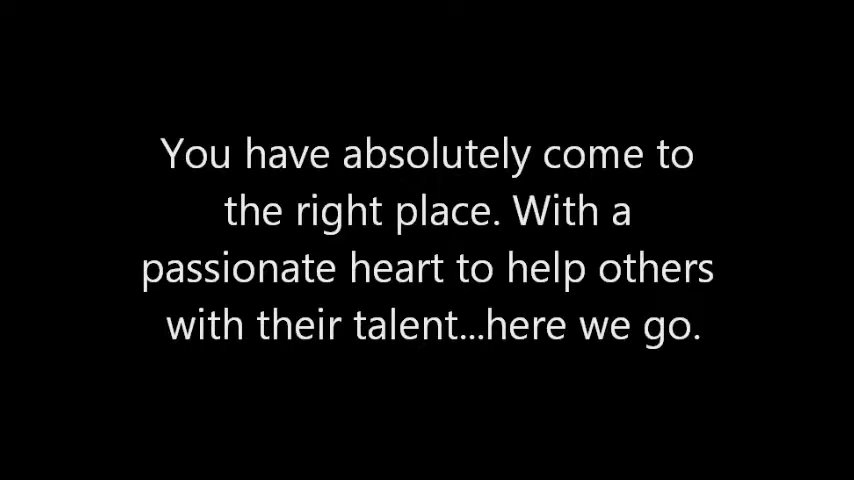 You have absolutely come to
the right place. With a
passionate heart to help others
with their talent...here we go.